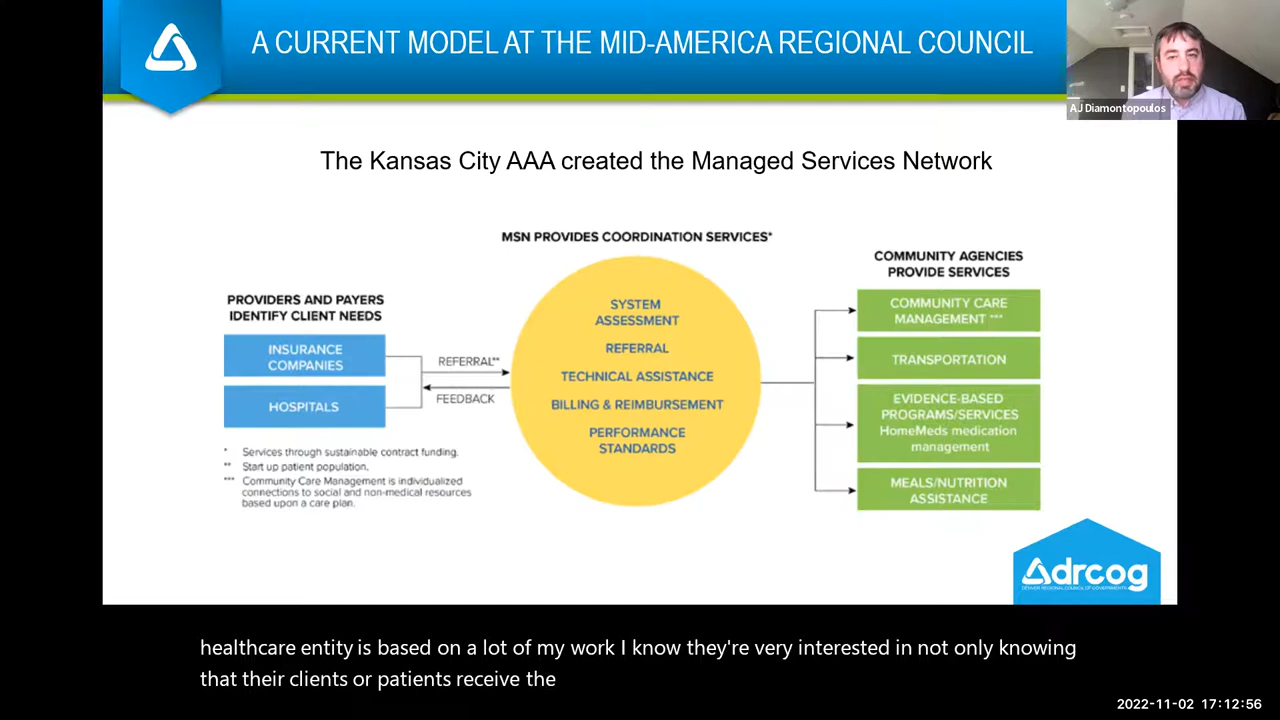 A CURRENT MODEL AT THE MID-AMERICA REGIONAL COUNCIL
AJ Diamontopoulos
The Kansas City AAA created the Managed Services Network
MSN PROVIDES COORDINATION SERVICES*
PROVIDERS AND PAYERS
IDENTIFY CLIENT NEEDS
INSURANCE
COMPANIES
HOSPITALS
REFERRAL**
FEEDBACK
SYSTEM
ASSESSMENT
REFERRAL
TECHNICAL ASSISTANCE
BILLING & REIMBURSEMENT
PERFORMANCE
STANDARDS
COMMUNITY AGENCIES
PROVIDE SERVICES
COMMUNITY CARE
MANAGEMENT ***
TRANSPORTATION
EVIDENCE-BASED
PROGRAMS/SERVICES
HomeMeds medication
management
MEALS/NUTRITION
ASSISTANCE
* Services through sustainable contract funding.
** Start up patient population.
*** Community Care Management is individualized
connections to social and non-medical resources
based upon a care plan.
drcog
DENVER REGIONAL COUNCIL OF GOVERNMENTS
healthcare entity is based on a lot of my work I know they're very interested in not only knowing
that their clients or patients receive the
2022-11-02 17:12:56